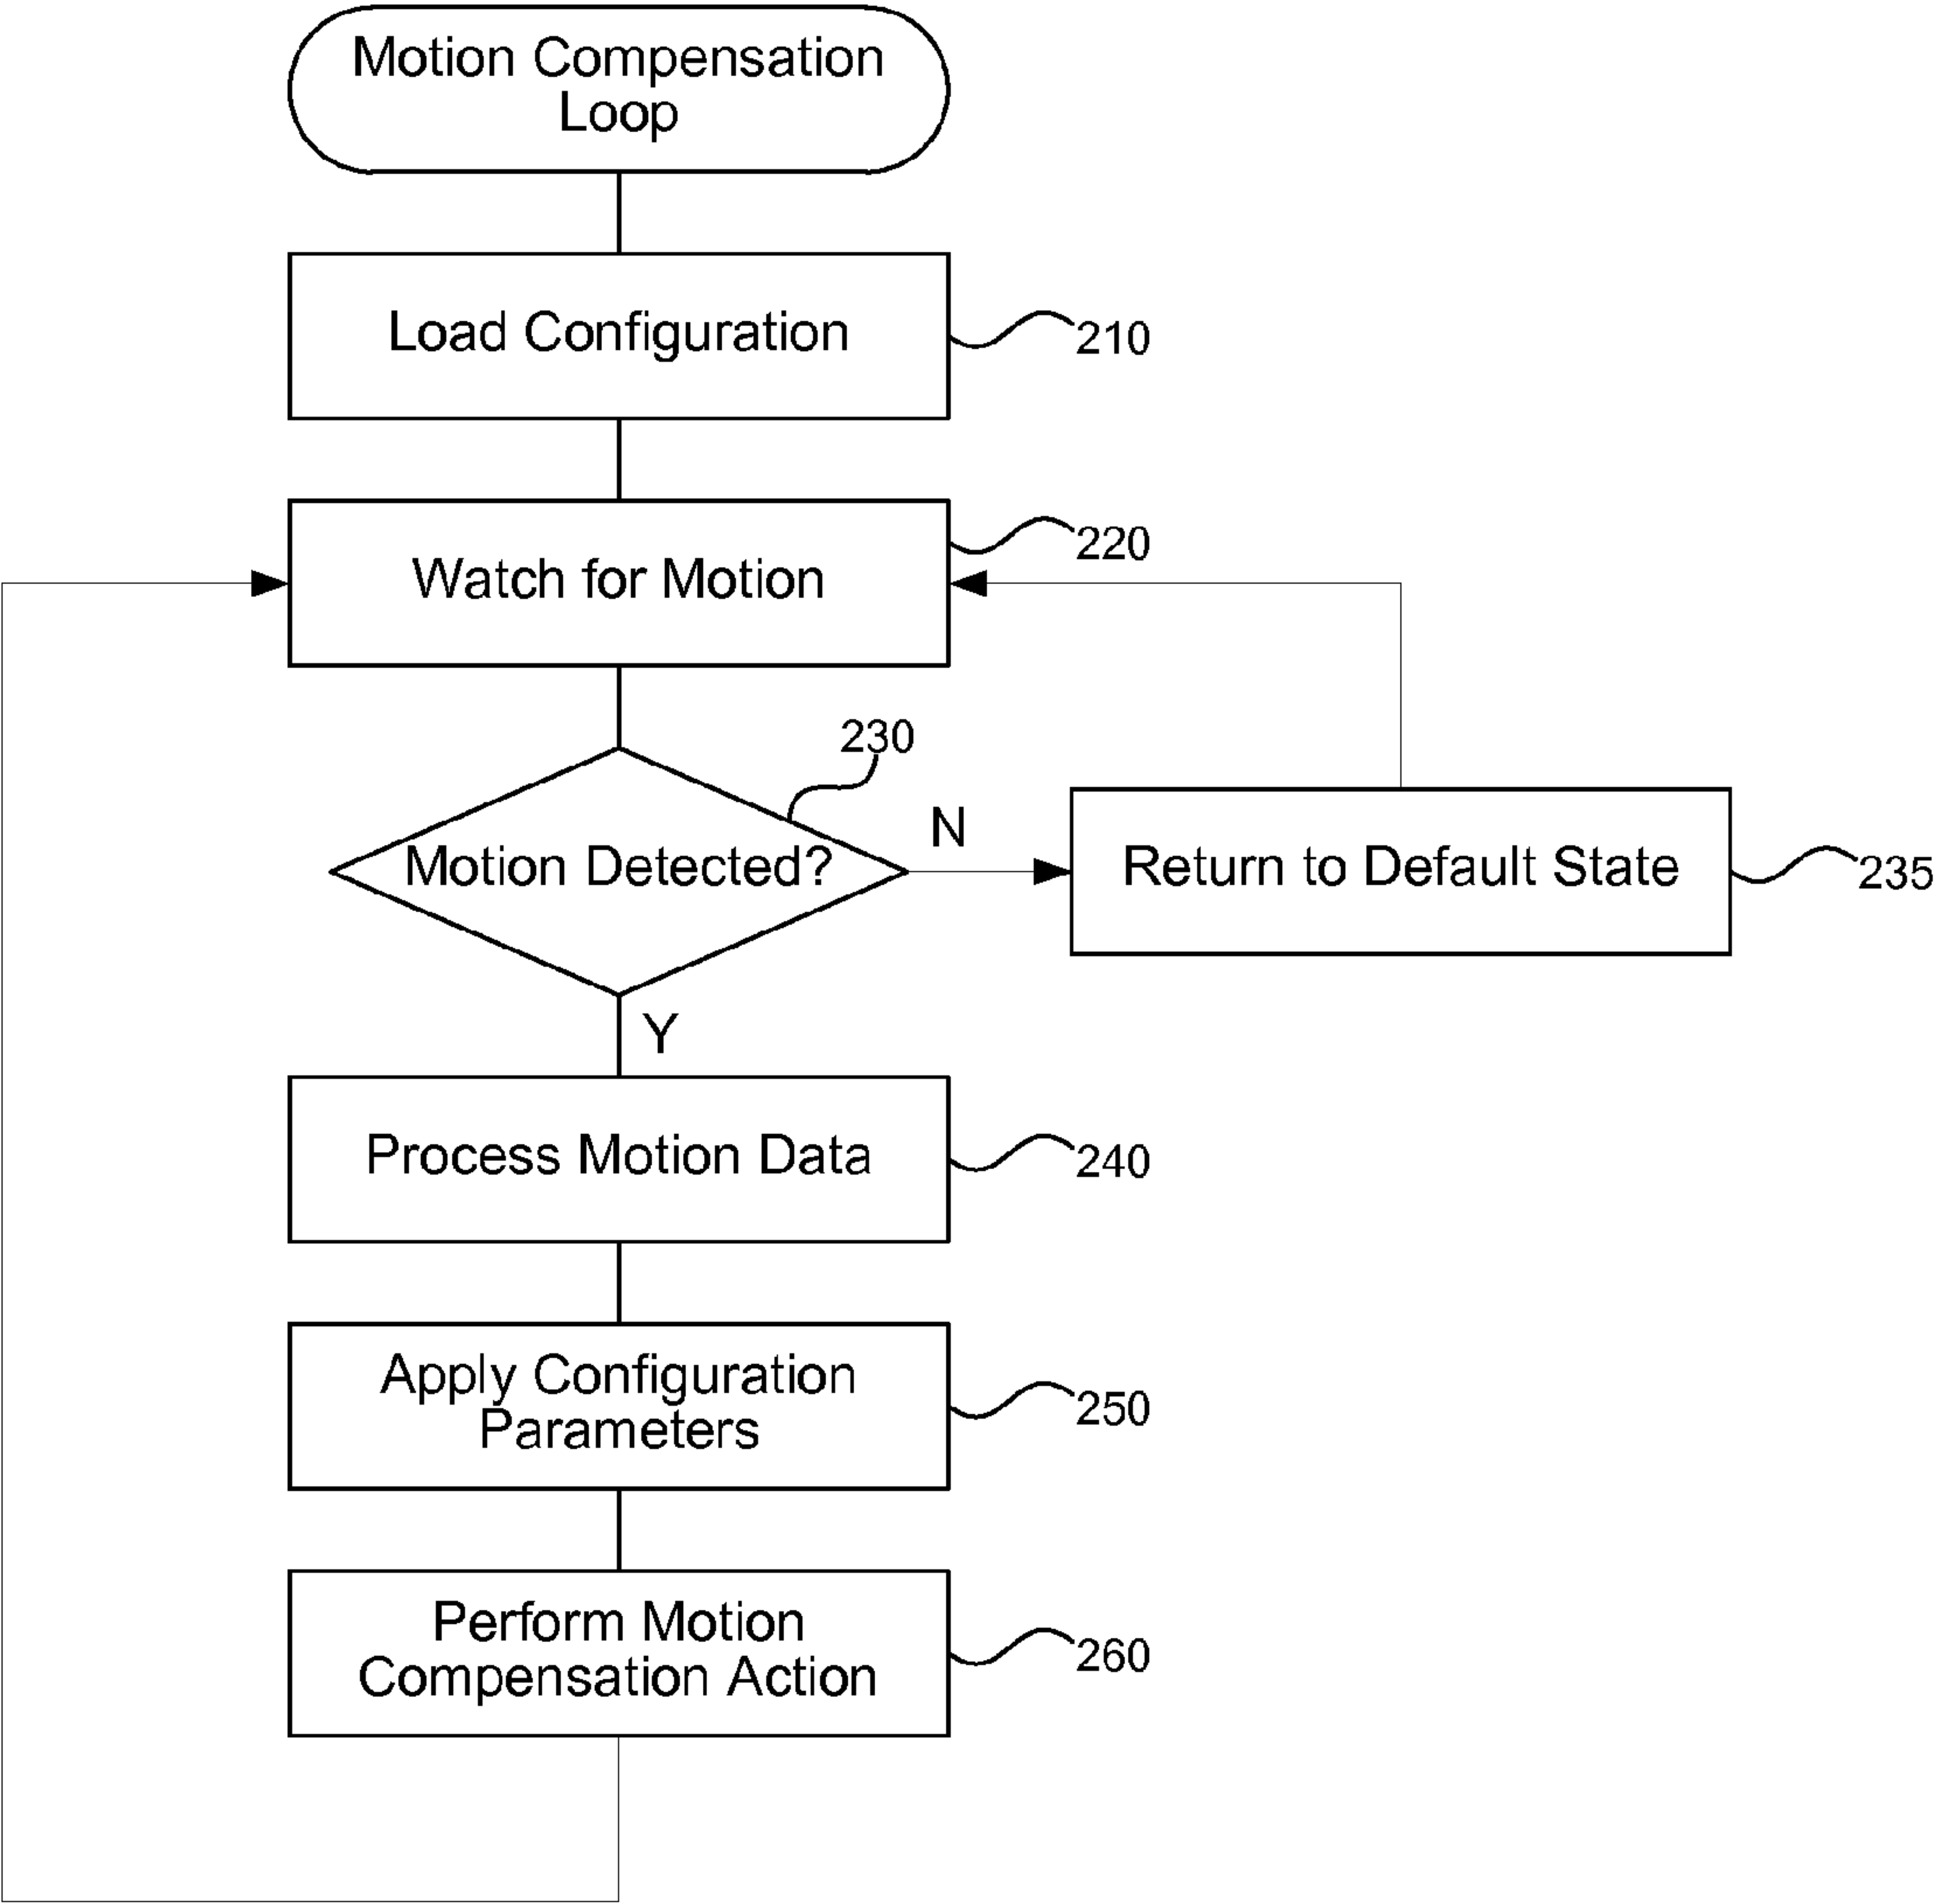 Motion Compensation
Loop
Load Configuration
210
Watch for Motion
220
230
Motion Detected?
N
Return to Default State
235
Y
Process Motion Data
240
Apply Configuration
Parameters
250
Perform Motion
Compensation Action
260